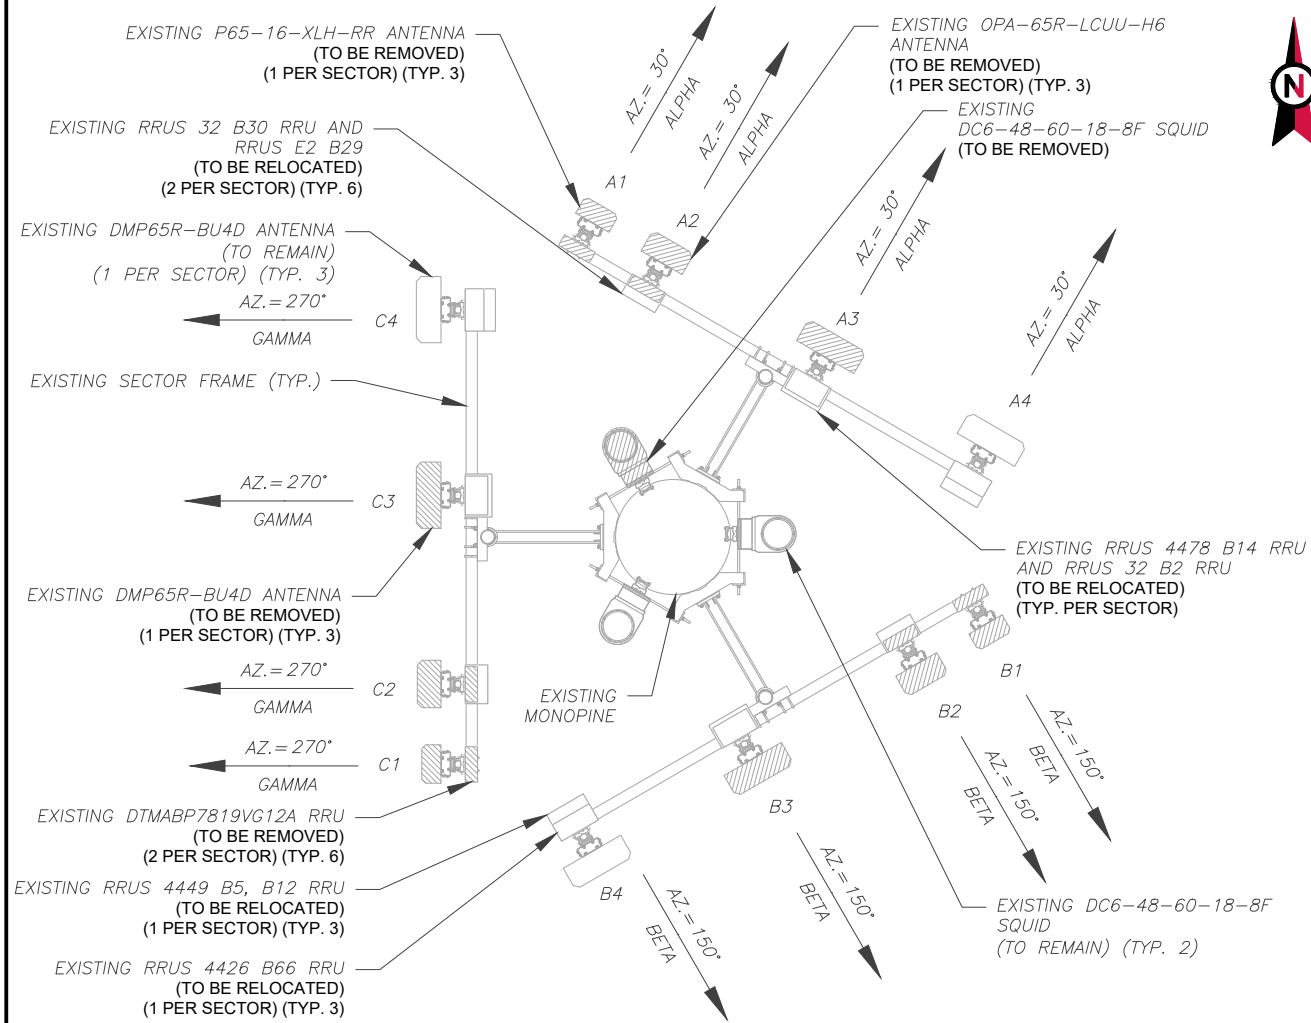 EXISTING P65-16-XLH-RR ANTENNA
(TO BE REMOVED)
(1 PER SECTOR) (TYP. 3)
EXISTING OPA-65R-LCUU-H6
ANTENNA
(TO BE REMOVED)
(1 PER SECTOR) (TYP. 3)
EXISTING
DC6-48-60-18-8F SQUID
(TO BE REMOVED)
N
EXISTING RRUS 32 B30 RRU AND
RRUS E2 B29
(TO BE RELOCATED)
(2 PER SECTOR) (TYP. 6)
AZ.= 30°
ALPHA
AZ.= 30°
ALPHA
AZ.= 30°
ALPHA
AZ.= 30°
ALPHA
A1
A2
A3
A4
EXISTING DMP65R-BU4D ANTENNA
(TO REMAIN)
(1 PER SECTOR) (TYP. 3)
AZ.= 270°
GAMMA
C4
EXISTING SECTOR FRAME (TYP.)
AZ.= 270°
GAMMA
C3
EXISTING RRUS 4478 B14 RRU
AND RRUS 32 B2 RRU
(TO BE RELOCATED)
(TYP. PER SECTOR)
EXISTING DMP65R-BU4D ANTENNA
(TO BE REMOVED)
(1 PER SECTOR) (TYP. 3)
AZ.= 270°
GAMMA
C2
EXISTING
MONOPINE
AZ.= 270°
GAMMA
C1
B1
B2
B3
B4
AZ.= 150°
BETA
AZ.= 150°
BETA
AZ.= 150°
BETA
AZ.= 150°
BETA
EXISTING DTMABP7819VG12A RRU
(TO BE REMOVED)
(2 PER SECTOR) (TYP. 6)
EXISTING RRUS 4449 B5, B12 RRU
(TO BE RELOCATED)
(1 PER SECTOR) (TYP. 3)
EXISTING RRUS 4426 B66 RRU
(TO BE RELOCATED)
(1 PER SECTOR) (TYP. 3)
EXISTING DC6-48-60-18-8F
SQUID
(TO REMAIN) (TYP. 2)